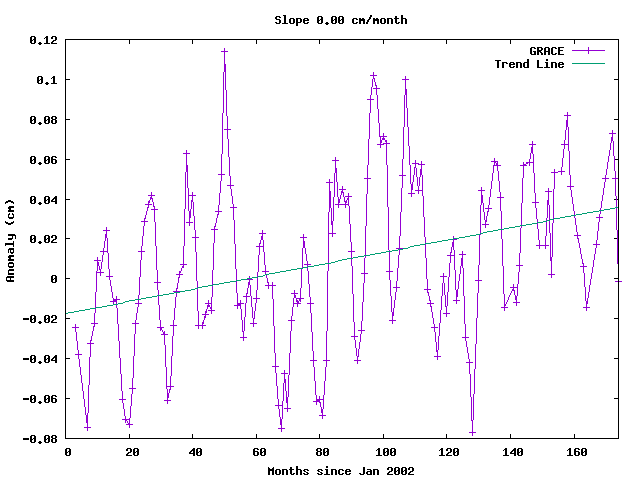 Slope 0.00 cm/month
GRACE
Trend Line
0.12
0.1
0.08
0.06
0.04
0.02
0
-0.02
-0.04
-0.06
-0.08
Anomaly (cm)
0 20 40 60 80 100 120 140 160
Months since Jan 2002